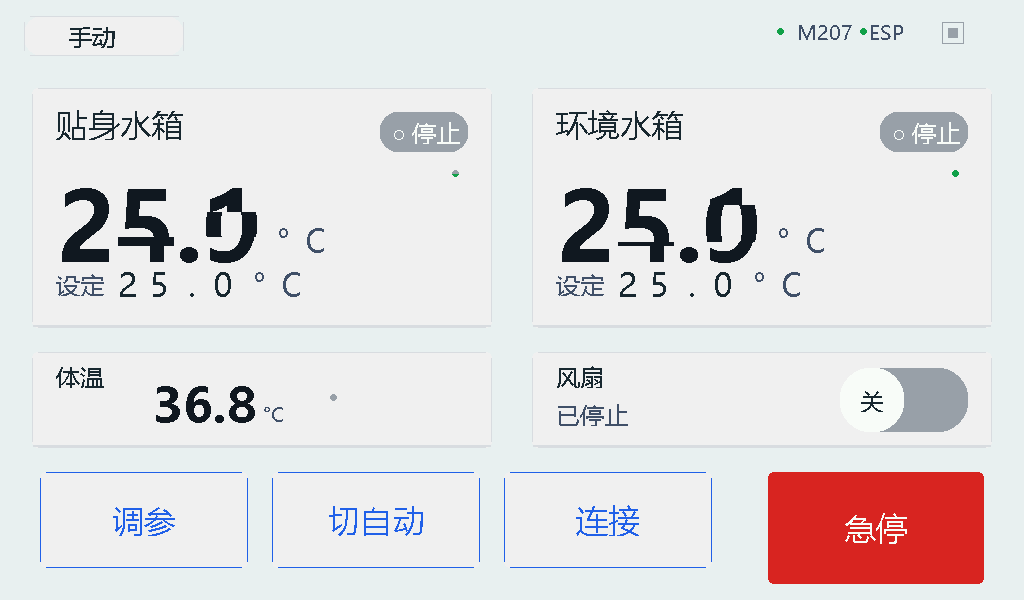 手动
M207 ESP
贴身水箱
停止
°C
设定 25.0 °C
环境水箱
停止
°C
设定 25.0 °C
体温
36.8 °C
风扇
已停止
关
调参
切自动
连接
急停